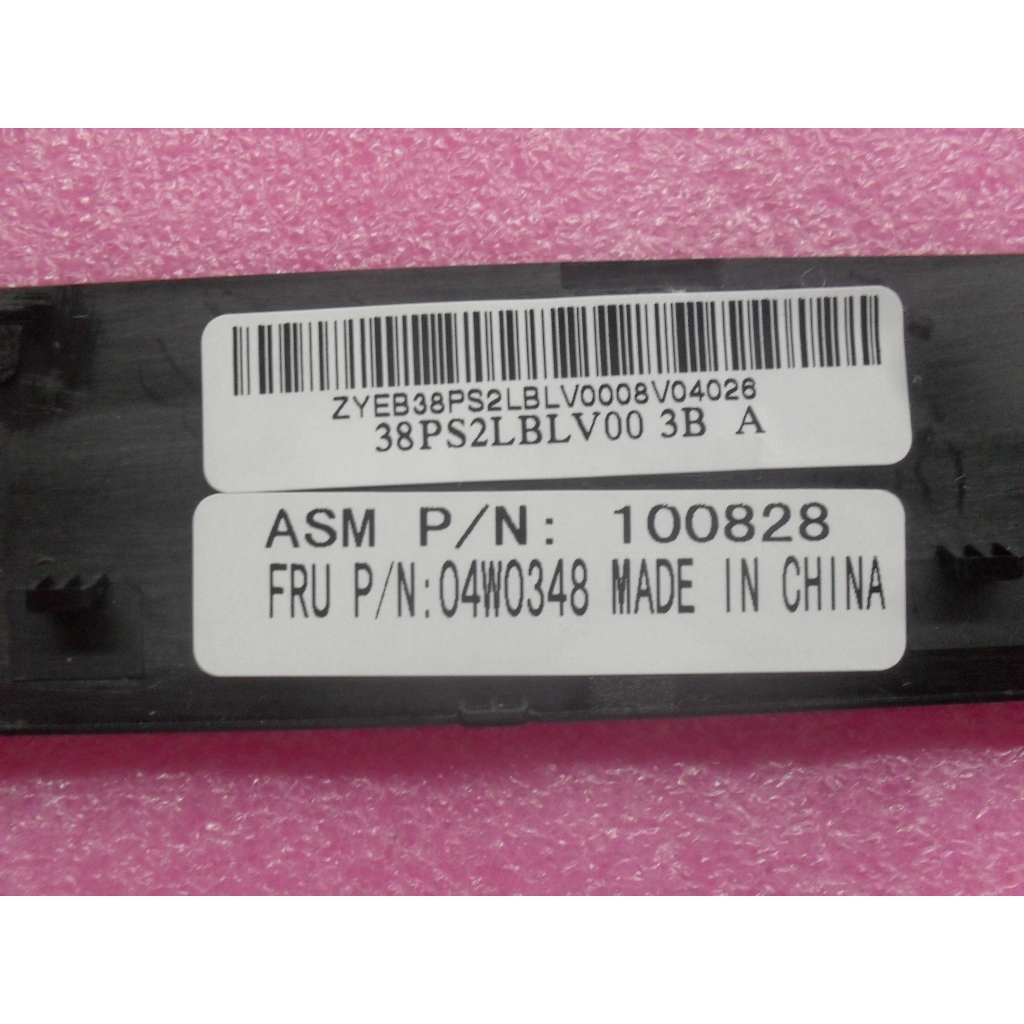 ZYEB38PS2LBLV0008V04026
38PS2LBLV00 3B A
ASM P/N: 100828
FRU P/N:04W0348 MADE IN CHINA